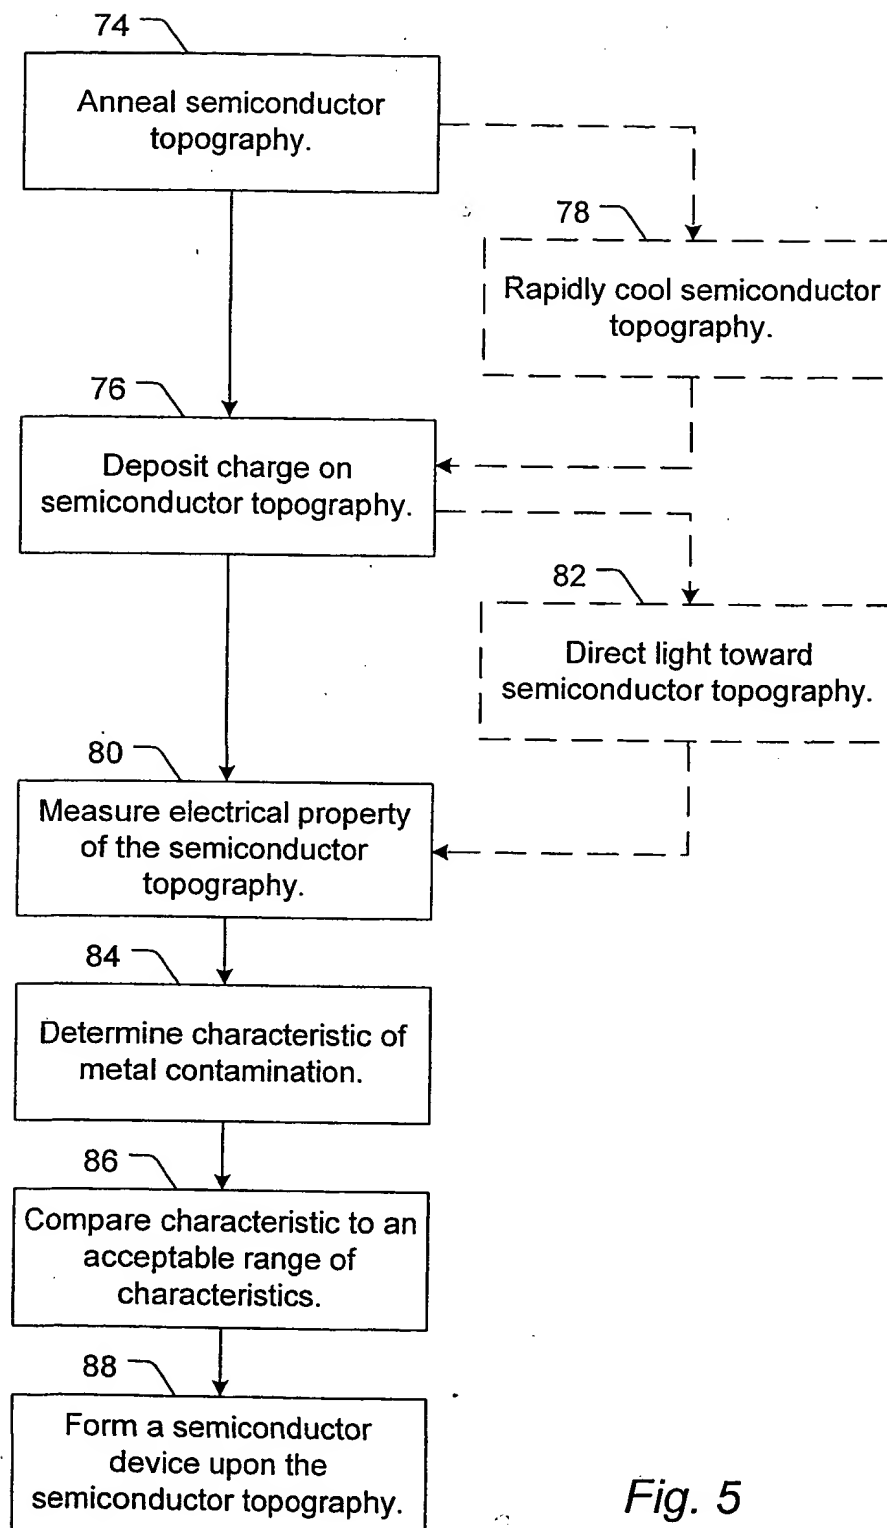 74
Anneal semiconductor
topography.
78
Rapidly cool semiconductor
topography.
76
Deposit charge on
semiconductor topography.
82
Direct light toward
semiconductor topography.
80
Measure electrical property
of the semiconductor
topography.
84
Determine characteristic of
metal contamination.
86
Compare characteristic to an
acceptable range of
characteristics.
88
Form a semiconductor
device upon the
semiconductor topography.
Fig. 5